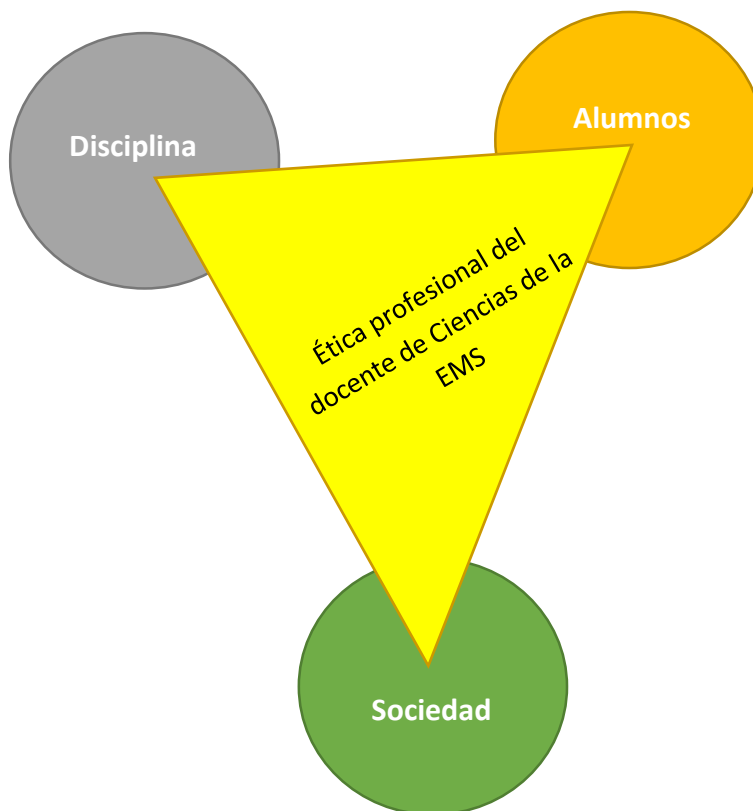 Alumnos
Disciplina
Ética profesional del
docente de Ciencias de la
EMS
Sociedad